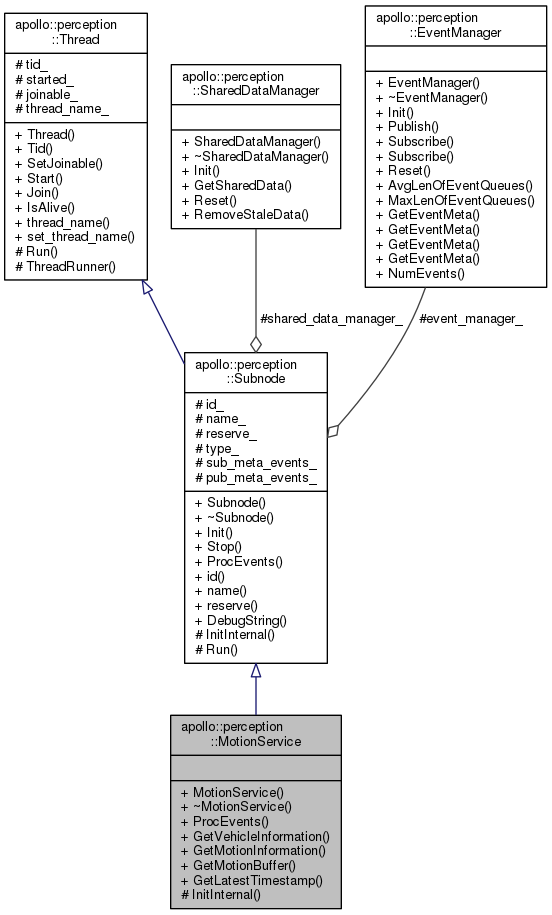 apollo::perception
::Thread
# tid_
# started_
# joinable_
# thread_name_
+ Thread()
+ Tid()
+ SetJoinable()
+ Start()
+ Join()
+ IsAlive()
+ thread_name()
+ set_thread_name()
# Run()
# ThreadRunner()
apollo::perception
::SharedDataManager
+ SharedDataManager()
+ ~SharedDataManager()
+ Init()
+ GetSharedData()
+ Reset()
+ RemoveStaleData()
apollo::perception
::EventManager
+ EventManager()
+ ~EventManager()
+ Init()
+ Publish()
+ Subscribe()
+ Subscribe()
+ Reset()
+ AvgLenOfEventQueues()
+ MaxLenOfEventQueues()
+ GetEventMeta()
+ GetEventMeta()
+ GetEventMeta()
+ GetEventMeta()
+ NumEvents()
#shared_data_manager_
#event_manager_
apollo::perception
::Subnode
# id_
# name_
# reserve_
# type_
# sub_meta_events_
# pub_meta_events_
+ Subnode()
+ ~Subnode()
+ Init()
+ Stop()
+ ProcEvents()
+ id()
+ name()
+ reserve()
+ DebugString()
# InitInternal()
# Run()
apollo::perception
::MotionService
+ MotionService()
+ ~MotionService()
+ ProcEvents()
+ GetVehicleInformation()
+ GetMotionInformation()
+ GetMotionBuffer()
+ GetLatestTimestamp()
# InitInternal()